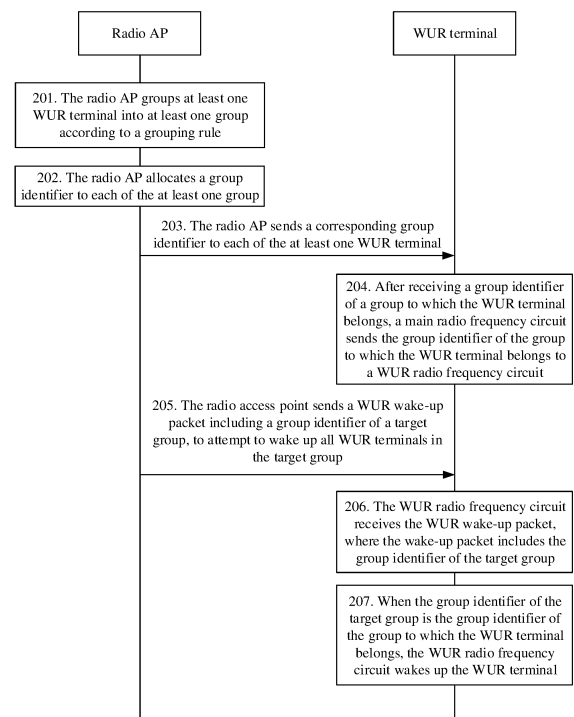 Radio AP
WUR terminal
201. The radio AP groups at least one
WUR terminal into at least one group
according to a grouping rule
202. The radio AP allocates a group
identifier to each of the at least one group
203. The radio AP sends a corresponding group
identifier to each of the at least one WUR terminal
204. After receiving a group identifier
of a group to which the WUR terminal
belongs, a main radio frequency circuit
sends the group identifier of the group
to which the WUR terminal belongs to
a WUR radio frequency circuit
205. The radio access point sends a WUR wake-up
packet including a group identifier of a target
group, to attempt to wake up all WUR terminals in
the target group
206. The WUR radio frequency circuit
receives the WUR wake-up packet,
where the wake-up packet includes the
group identifier of the target group
207. When the group identifier of the
target group is the group identifier of
the group to which the WUR terminal
belongs, the WUR radio frequency
circuit wakes up the WUR terminal